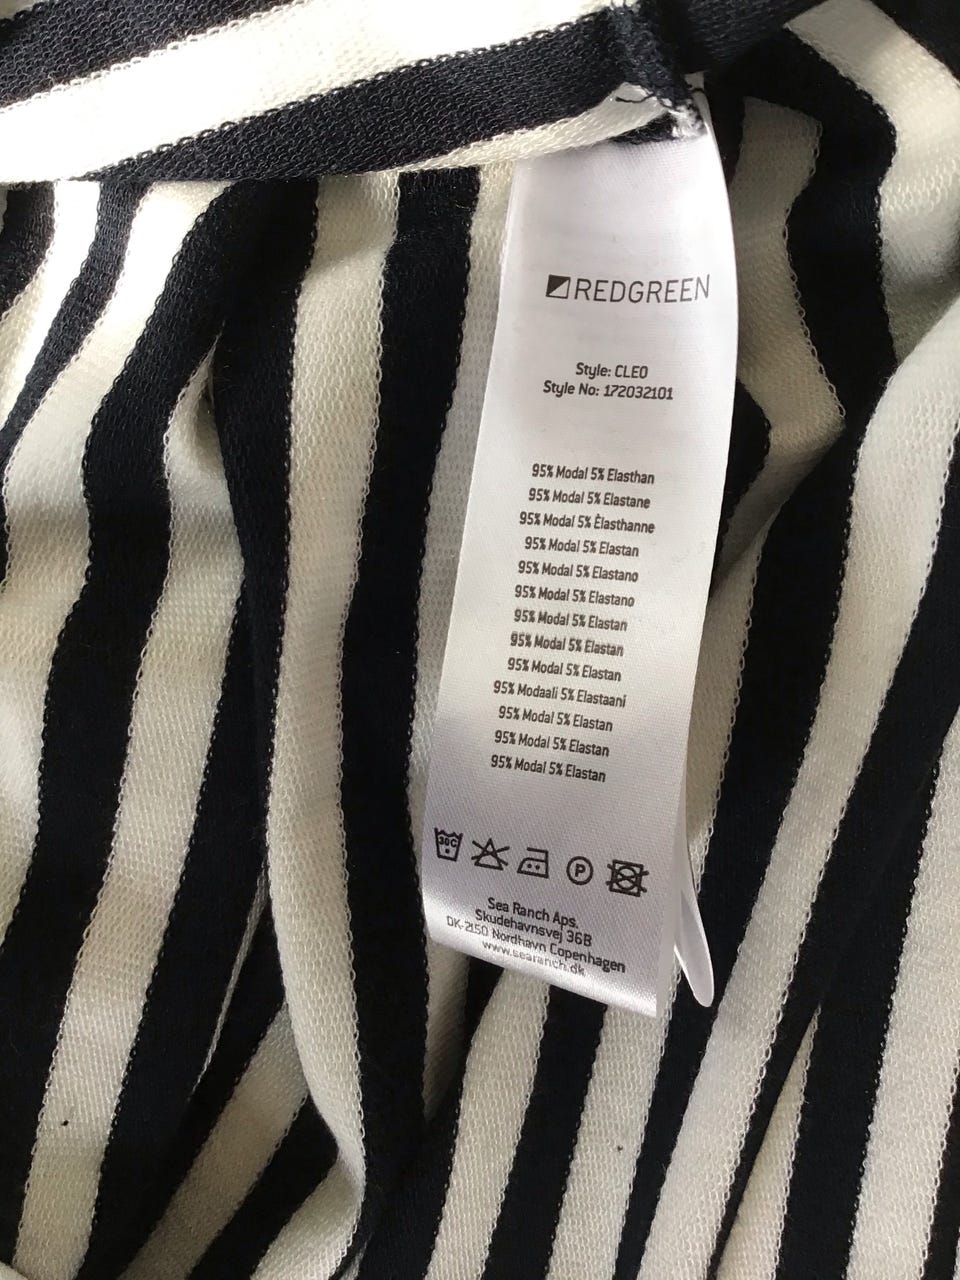 REDGREEN
Style: CLEO
Style No: 172032101
95% Modal 5% Elasthan
95% Modal 5% Elastane
95% Modal 5% Èlasthanne
95% Modal 5% Elastan
95% Modal 5% Elastano
95% Modal 5% Elastano
95% Modal 5% Elastan
95% Modal 5% Elastan
95% Modal 5% Elastan
95% Modaali 5% Elastaani
95% Modal 5% Elastan
95% Modal 5% Elastan
95% Modal 5% Elastan
30C P
Sea Ranch Aps.
Skudehavnsvej 36B
DK-2150 Nordhavn Copenhagen
www.searanch.dk